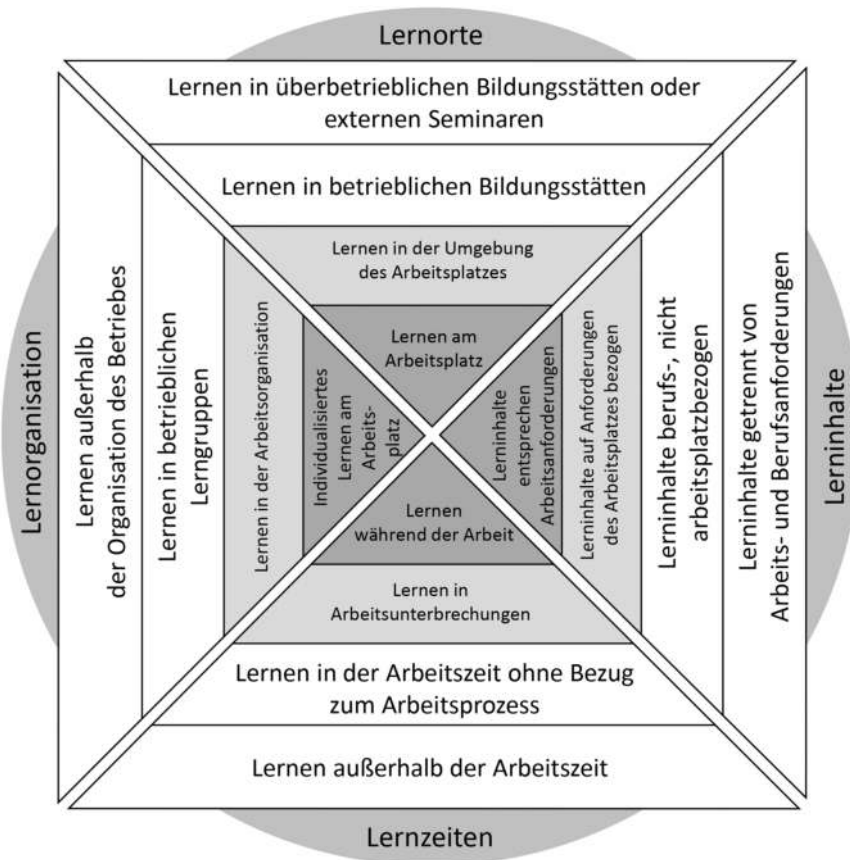 Lernorte
Lernen in überbetrieblichen Bildungsstätten oder
externen Seminaren
Lernen in betrieblichen Bildungsstätten
Lernen in der Umgebung
des Arbeitsplatzes
Lernen am
Arbeitsplatz
Lernorganisation
Lernen außerhalb
der Organisation des Betriebes
Lernen in betrieblichen
Lerngruppen
Lernen in der Arbeitsorganisation
Individualisiertes
Lernen am
Arbeits-
platz
Lerninhalte
entsprechen
Arbeitsanforderungen
Lerninhalte auf Anforderungen
des Arbeitsplatzes bezogen
Lerninhalte berufs-, nicht
arbeitsplatzbezogen
Lerninhalte getrennt von
Arbeits- und Berufsanforderungen
Lerninhalte
Lernen
während der Arbeit
Lernen in
Arbeitsunterbrechungen
Lernen in der Arbeitszeit ohne Bezug
zum Arbeitsprozess
Lernen außerhalb der Arbeitszeit
Lernzeiten